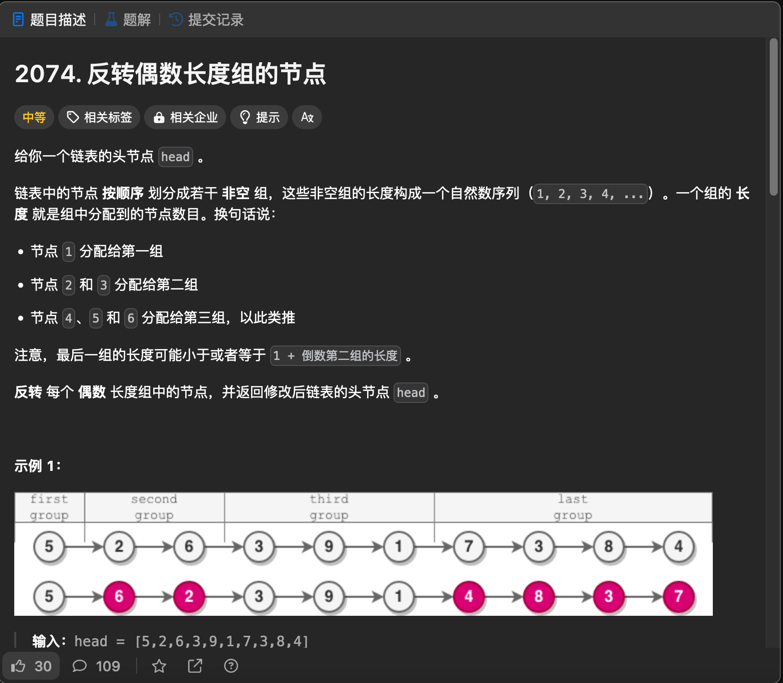 题目描述 题解 提交记录
2074. 反转偶数长度组的节点
中等 相关标签 相关企业 提示 A文
给你一个链表的头节点 head 。
链表中的节点 按顺序 划分成若干 非空 组，这些非空组的长度构成一个自然数序列（1, 2, 3, 4, ...）。一个组的 长
度 就是组中分配到的节点数目。换句话说：
• 节点 1 分配给第一组
• 节点 2 和 3 分配给第二组
• 节点 4、5 和 6 分配给第三组，以此类推
注意，最后一组的长度可能小于或者等于 1 + 倒数第二组的长度 。
反转 每个 偶数 长度组中的节点，并返回修改后链表的头节点 head 。
示例 1：
first second third last
group group group group
5 2 6 3 9 1 7 3 8 4
5 6 2 3 9 1 4 8 3 7
输入：head = [5,2,6,3,9,1,7,3,8,4]
30 109